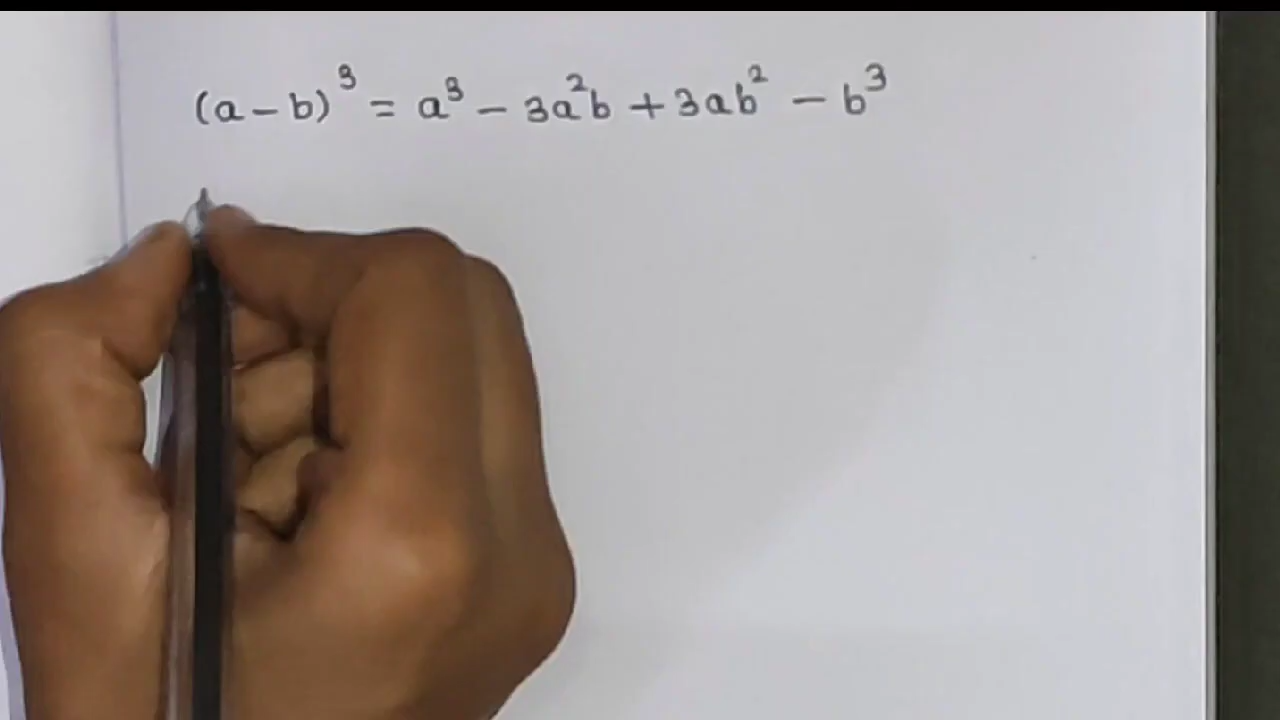 (a-b)³ = a³ - 3a²b + 3ab² - b³